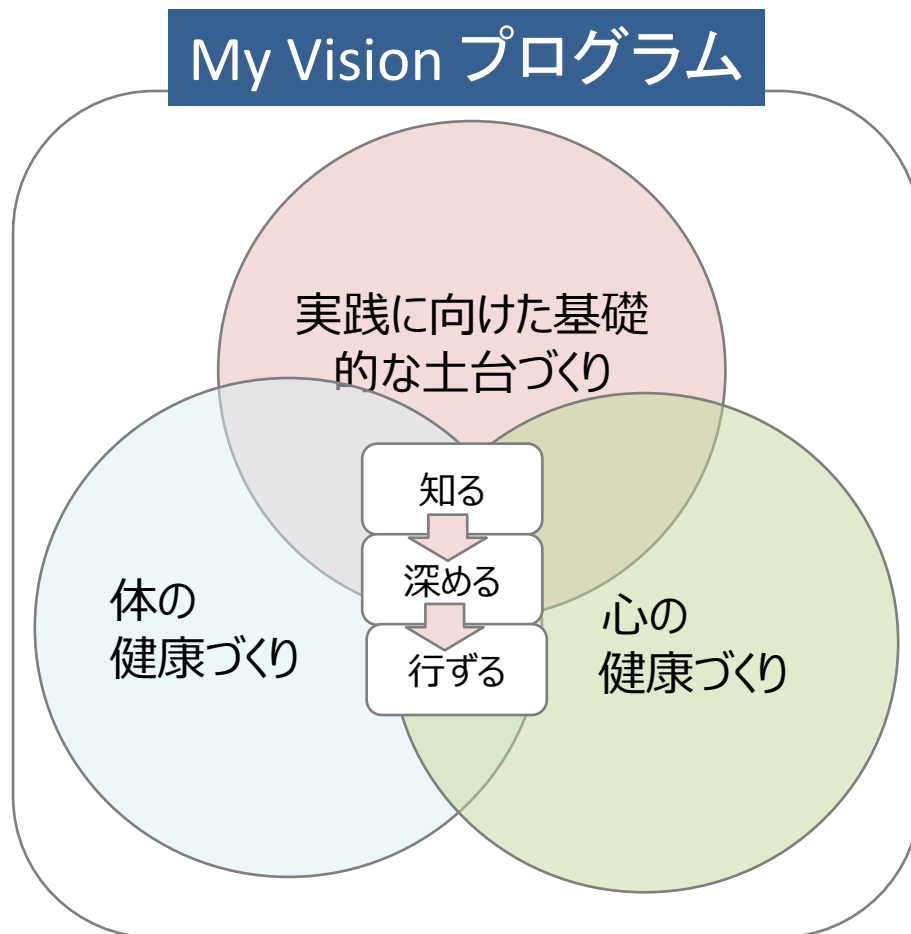 My Vision プログラム
実践に向けた基礎
的な土台づくり
知る
深める
行ずる
体の
健康づくり
心の
健康づくり